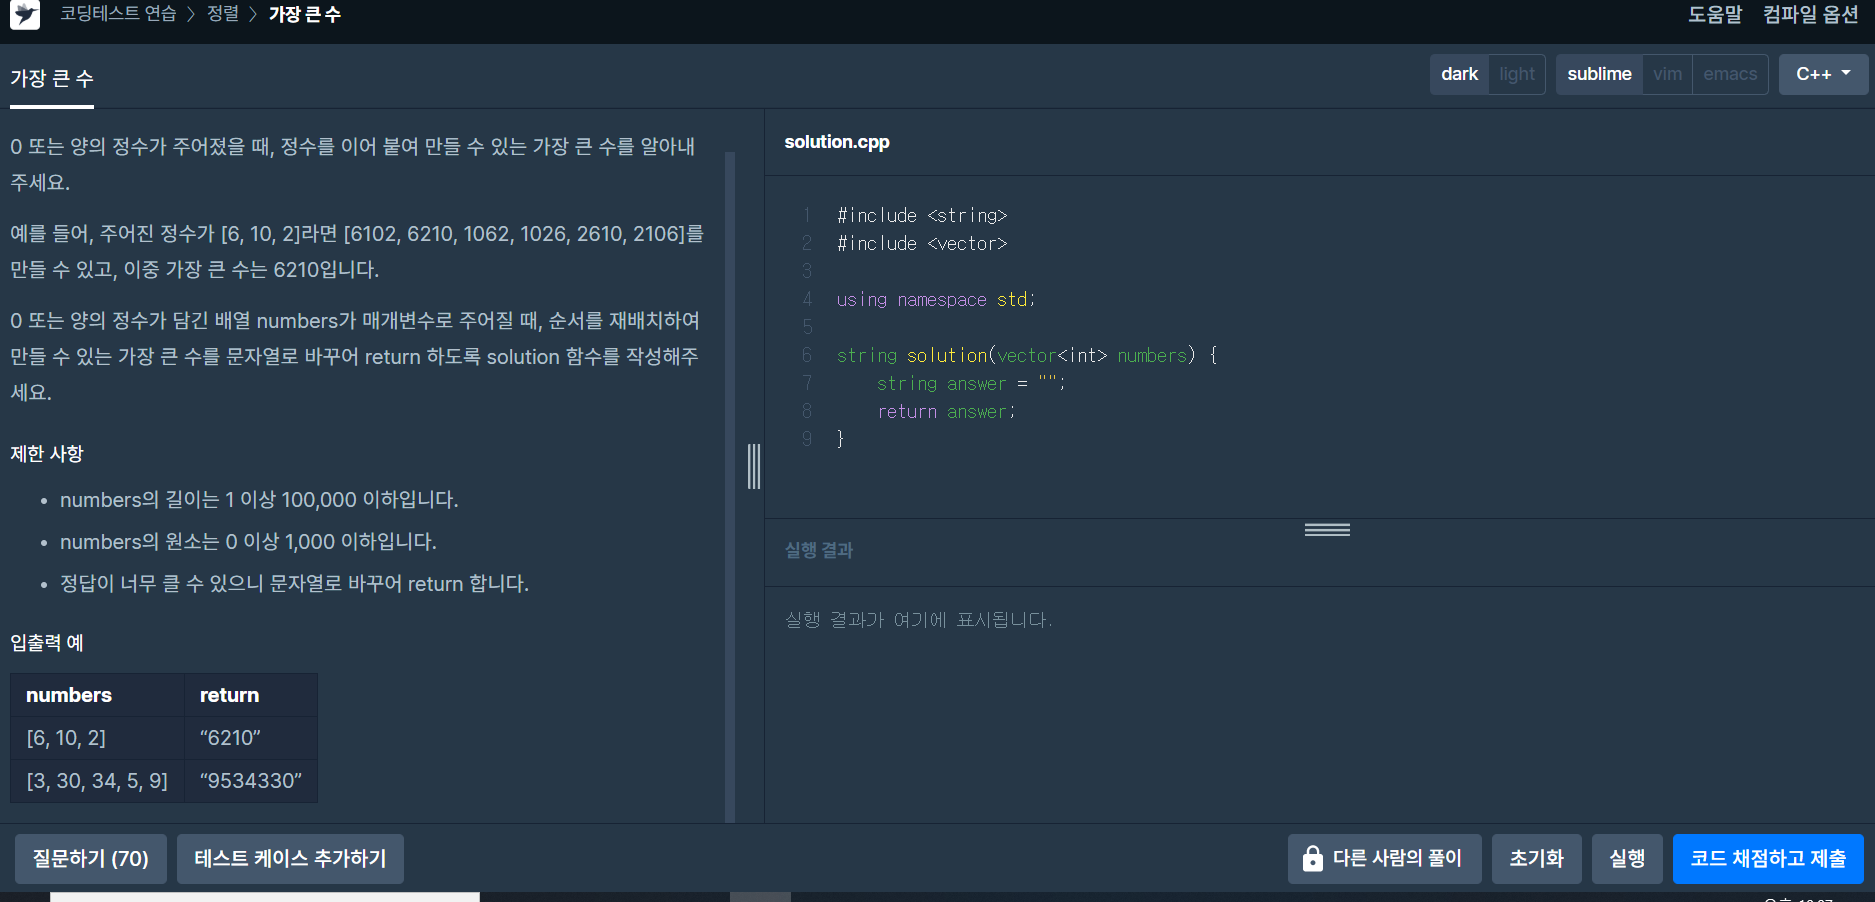 코딩테스트 연습 > 정렬 > 가장 큰 수
도움말 컴파일 옵션
가장 큰 수
dark light sublime vim emacs C++
0 또는 양의 정수가 주어졌을 때, 정수를 이어 붙여 만들 수 있는 가장 큰 수를 알아내
주세요.
예를 들어, 주어진 정수가 [6, 10, 2]라면 [6102, 6210, 1062, 1026, 2610, 2106]를
만들 수 있고, 이중 가장 큰 수는 6210입니다.
0 또는 양의 정수가 담긴 배열 numbers가 매개변수로 주어질 때, 순서를 재배치하여
만들 수 있는 가장 큰 수를 문자열로 바꾸어 return 하도록 solution 함수를 작성해주
세요.
제한 사항
• numbers의 길이는 1 이상 100,000 이하입니다.
• numbers의 원소는 0 이상 1,000 이하입니다.
• 정답이 너무 클 수 있으니 문자열로 바꾸어 return 합니다.
입출력 예
numbers return
[6, 10, 2] “6210”
[3, 30, 34, 5, 9] “9534330”
solution.cpp
1 #include <string>
2 #include <vector>
3
4 using namespace std;
5
6 string solution(vector<int> numbers) {
7 string answer = "";
8 return answer;
9 }
실행 결과
실행 결과가 여기에 표시됩니다.
질문하기 (70) 테스트 케이스 추가하기
다른 사람의 풀이 초기화 실행 코드 채점하고 제출